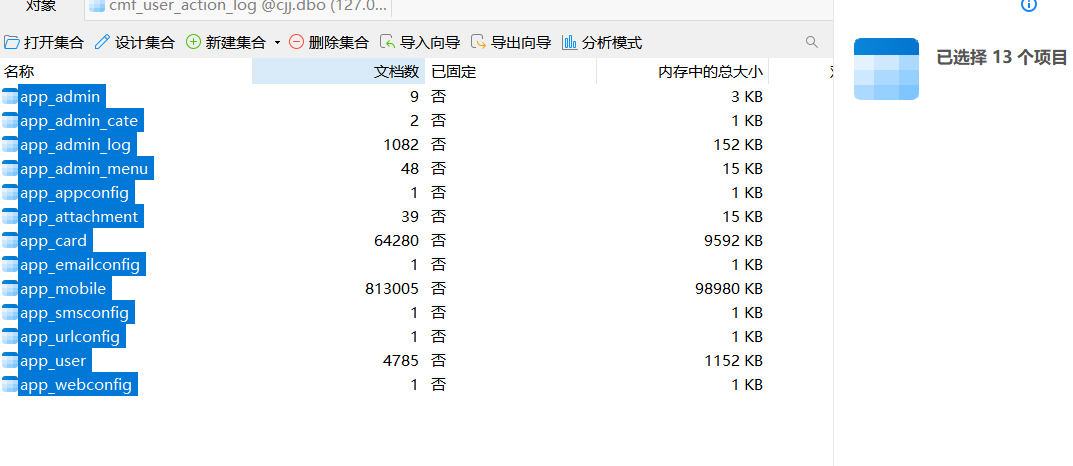 对象 cmf_user_action_log @cjj.dbo (127.0...
打开集合 设计集合 新建集合 删除集合 导入向导 导出向导 分析模式
已选择 13 个项目
名称 文档数 已固定 内存中的总大小
app_admin 9 否 3 KB
app_admin_cate 2 否 1 KB
app_admin_log 1082 否 152 KB
app_admin_menu 48 否 15 KB
app_appconfig 1 否 1 KB
app_attachment 39 否 15 KB
app_card 64280 否 9592 KB
app_emailconfig 1 否 1 KB
app_mobile 813005 否 98980 KB
app_smsconfig 1 否 1 KB
app_urlconfig 1 否 1 KB
app_user 4785 否 1152 KB
app_webconfig 1 否 1 KB